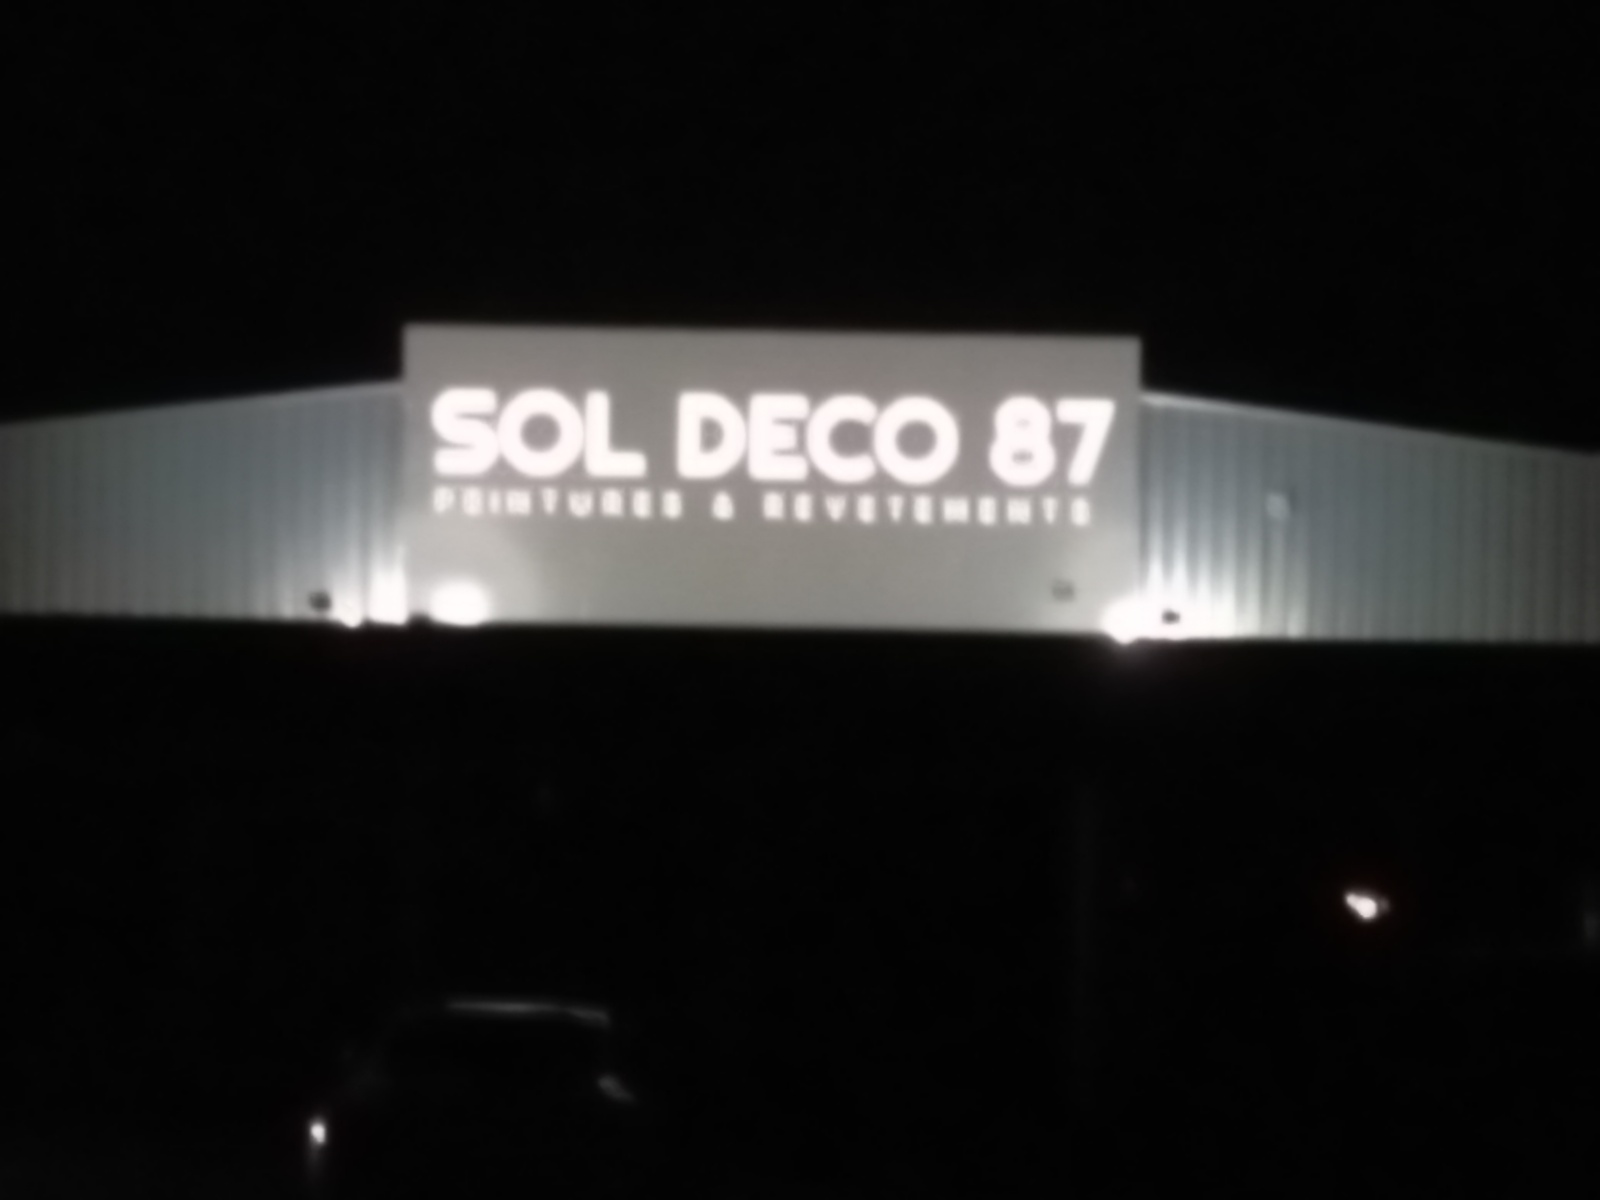 SOL DECO 87
PEINTURES & REVETEMENTS